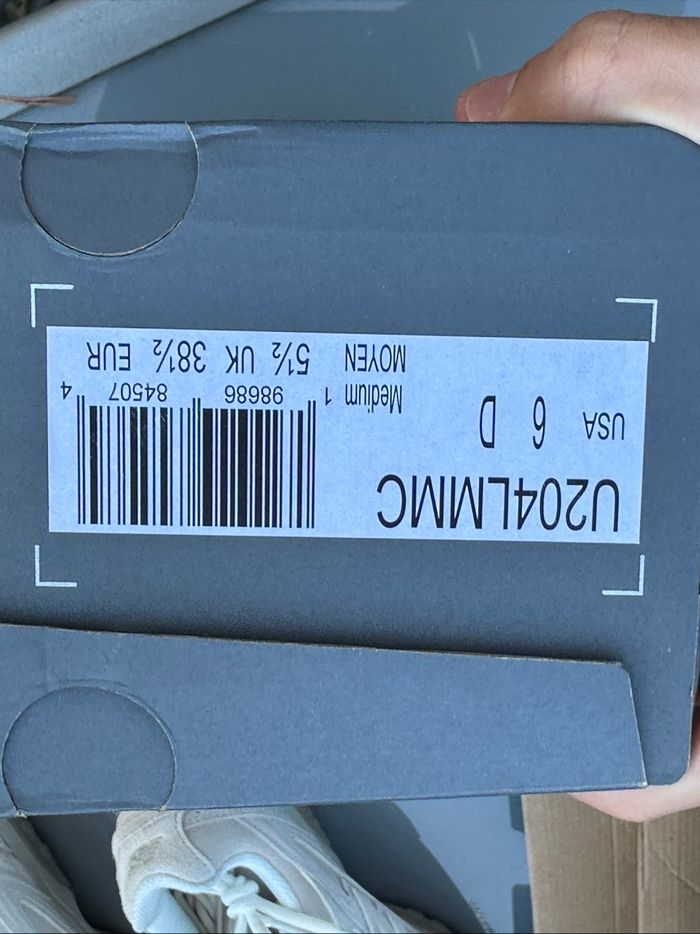 U204LMMC
USA 6 D Medium
MOYEN
1 98686 84507 4
5½ UK 38½ EUR